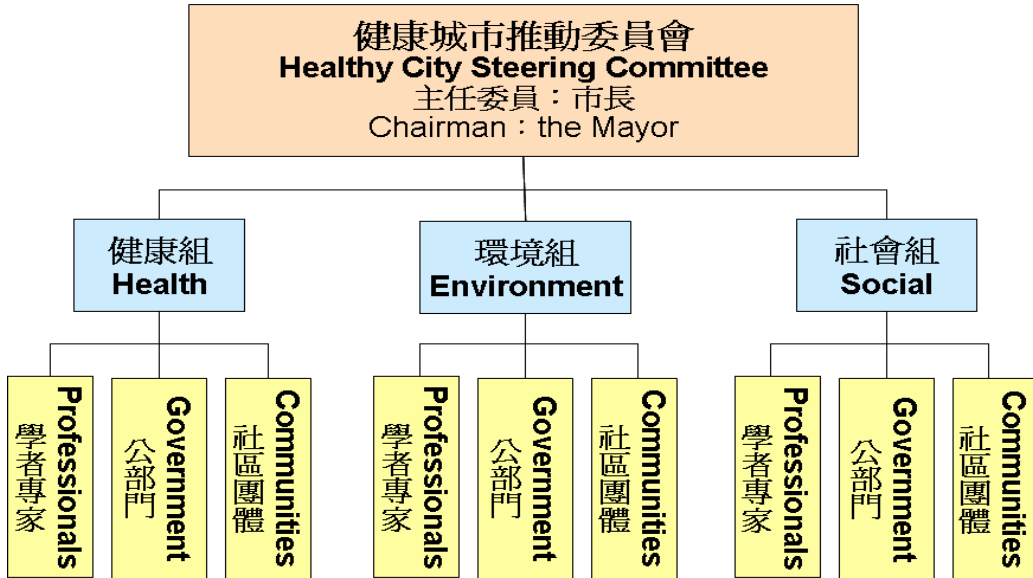 健康城市推動委員會
Healthy City Steering Committee
主任委員：市長
Chairman：the Mayor
健康組
Health
環境組
Environment
社會組
Social
Professionals
學者專家
Government
公部門
Communities
社區團體
Professionals
學者專家
Government
公部門
Communities
社區團體
Professionals
學者專家
Government
公部門
Communities
社區團體